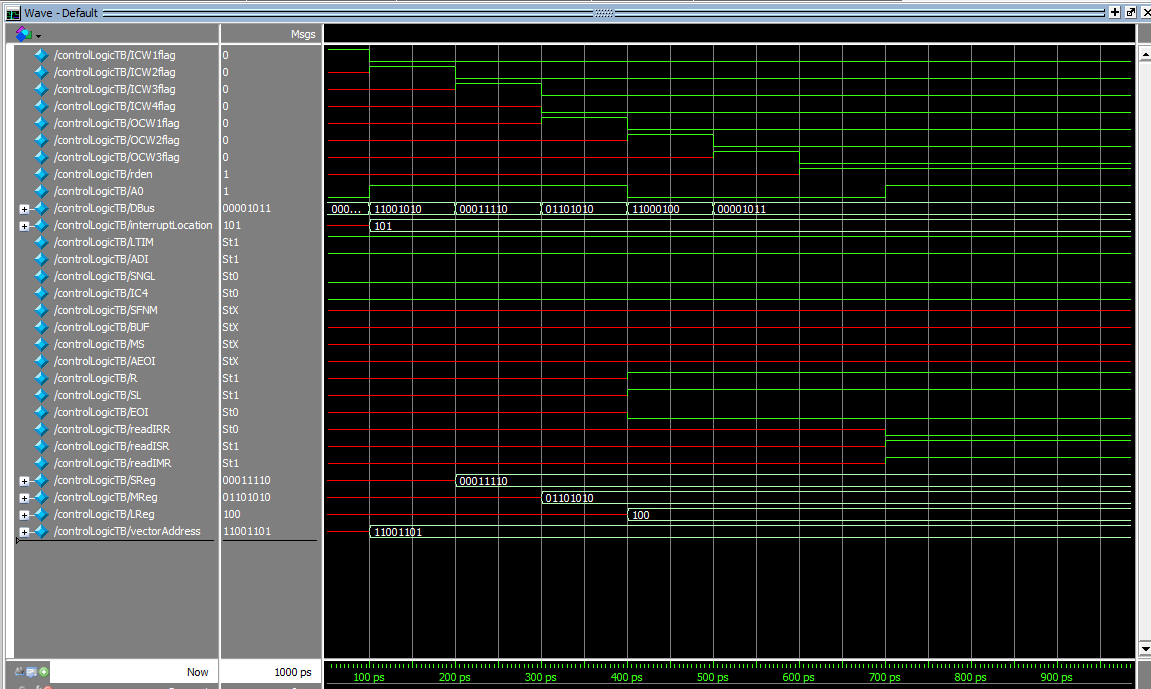 Wave - Default
Msgs
/controlLogicTB/ICW1flag 0
/controlLogicTB/ICW2flag 0
/controlLogicTB/ICW3flag 0
/controlLogicTB/ICW4flag 0
/controlLogicTB/OCW1flag 0
/controlLogicTB/OCW2flag 0
/controlLogicTB/OCW3flag 0
/controlLogicTB/rden 1
/controlLogicTB/A0 1
/controlLogicTB/DBus 00001011 000... 11001010 00011110 01101010 11000100 00001011
/controlLogicTB/interruptLocation 101 101
/controlLogicTB/LTIM St1
/controlLogicTB/ADI St1
/controlLogicTB/SNGL St0
/controlLogicTB/IC4 St0
/controlLogicTB/SFNM StX
/controlLogicTB/BUF StX
/controlLogicTB/MS StX
/controlLogicTB/AEOI StX
/controlLogicTB/R St1
/controlLogicTB/SL St1
/controlLogicTB/EOI St0
/controlLogicTB/readIRR St0
/controlLogicTB/readISR St1
/controlLogicTB/readIMR St1
/controlLogicTB/SReg 00011110 00011110
/controlLogicTB/MReg 01101010 01101010
/controlLogicTB/LReg 100 100
/controlLogicTB/vectorAddress 11001101 11001101
Now 1000 ps 100 ps 200 ps 300 ps 400 ps 500 ps 600 ps 700 ps 800 ps 900 ps